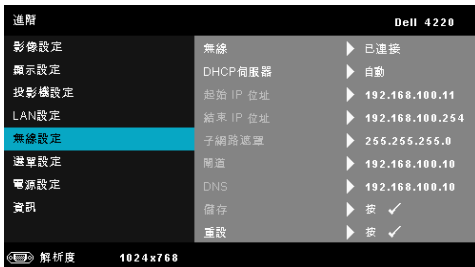 進階 Dell 4220
影像設定
顯示設定
投影機設定
LAN設定
無線設定
選單設定
電源設定
資訊
無線 已連接
DHCP伺服器 自動
起始 IP 位址 192.168.100.11
結束 IP 位址 192.168.100.254
子網路遮罩 255.255.255.0
閘道 192.168.100.10
DNS 192.168.100.10
儲存 按 ✓
重設 按 ✓
解析度 1024x768